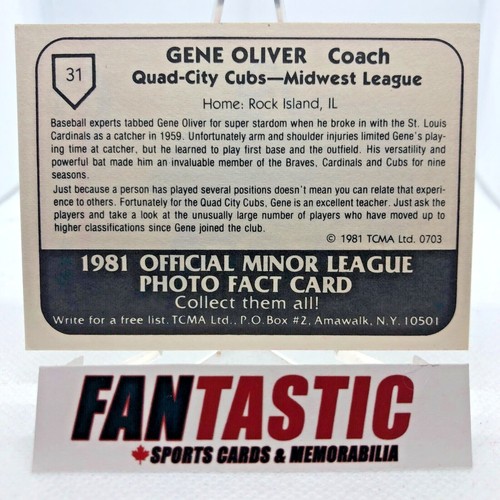 31
GENE OLIVER Coach
Quad-City Cubs—Midwest League
Home: Rock Island, IL
Baseball experts tabbed Gene Oliver for super stardom when he broke in with the St. Louis
Cardinals as a catcher in 1959. Unfortunately arm and shoulder injuries limited Gene's play-
ing time at catcher, but he learned to play first base and the outfield. His versatility and
powerful bat made him an invaluable member of the Braves, Cardinals and Cubs for nine
seasons.
Just because a person has played several positions doesn't mean you can relate that experi-
ence to others. Fortunately for the Quad City Cubs, Gene is an excellent teacher. Just ask the
players and take a look at the unusually large number of players who have moved up to
higher classifications since Gene joined the club.
© 1981 TCMA Ltd. 0703
1981 OFFICIAL MINOR LEAGUE
PHOTO FACT CARD
Collect them all!
Write for a free list. TCMA Ltd., P.O. Box #2, Amawalk, N.Y. 10501
FANTASTIC
SPORTS CARDS & MEMORABILIA